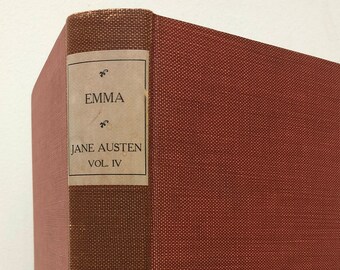 EMMA
JANE AUSTEN
VOL. IV